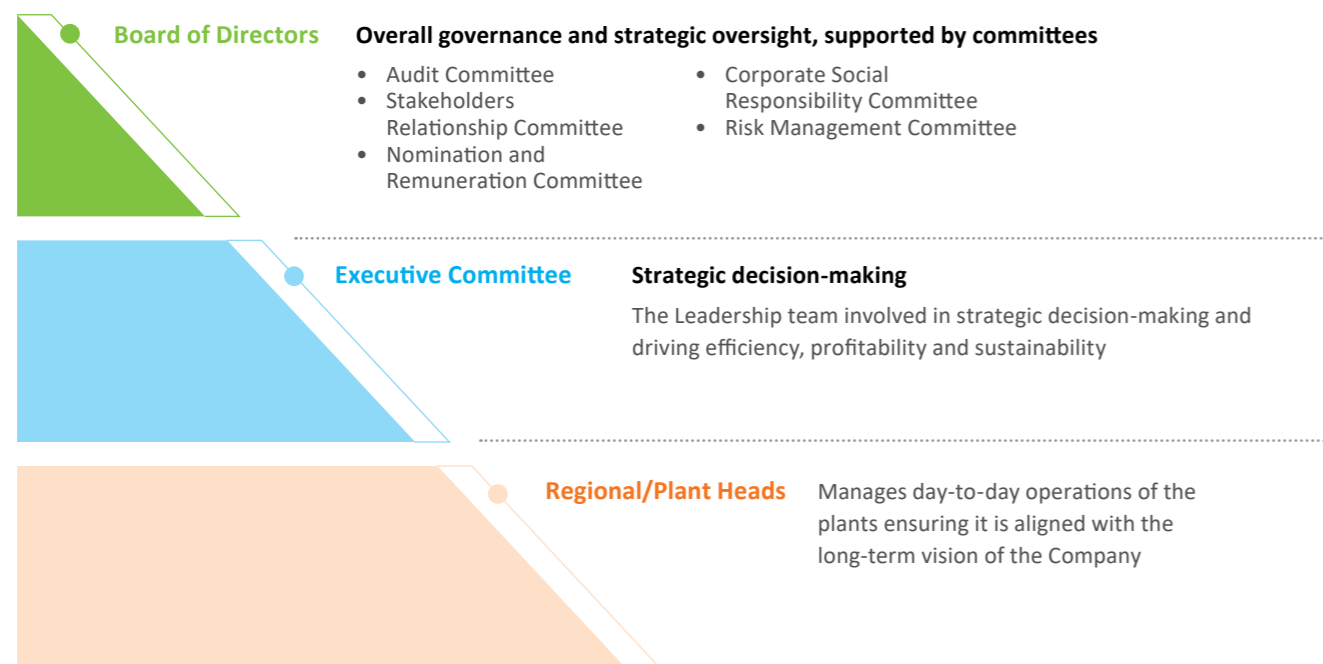 Board of Directors
Overall governance and strategic oversight, supported by committees
• Audit Committee
• Stakeholders
Relationship Committee
• Nomination and
Remuneration Committee
• Corporate Social
Responsibility Committee
• Risk Management Committee
Executive Committee
Strategic decision-making
The Leadership team involved in strategic decision-making and
driving efficiency, profitability and sustainability
Regional/Plant Heads
Manages day-to-day operations of the
plants ensuring it is aligned with the
long-term vision of the Company